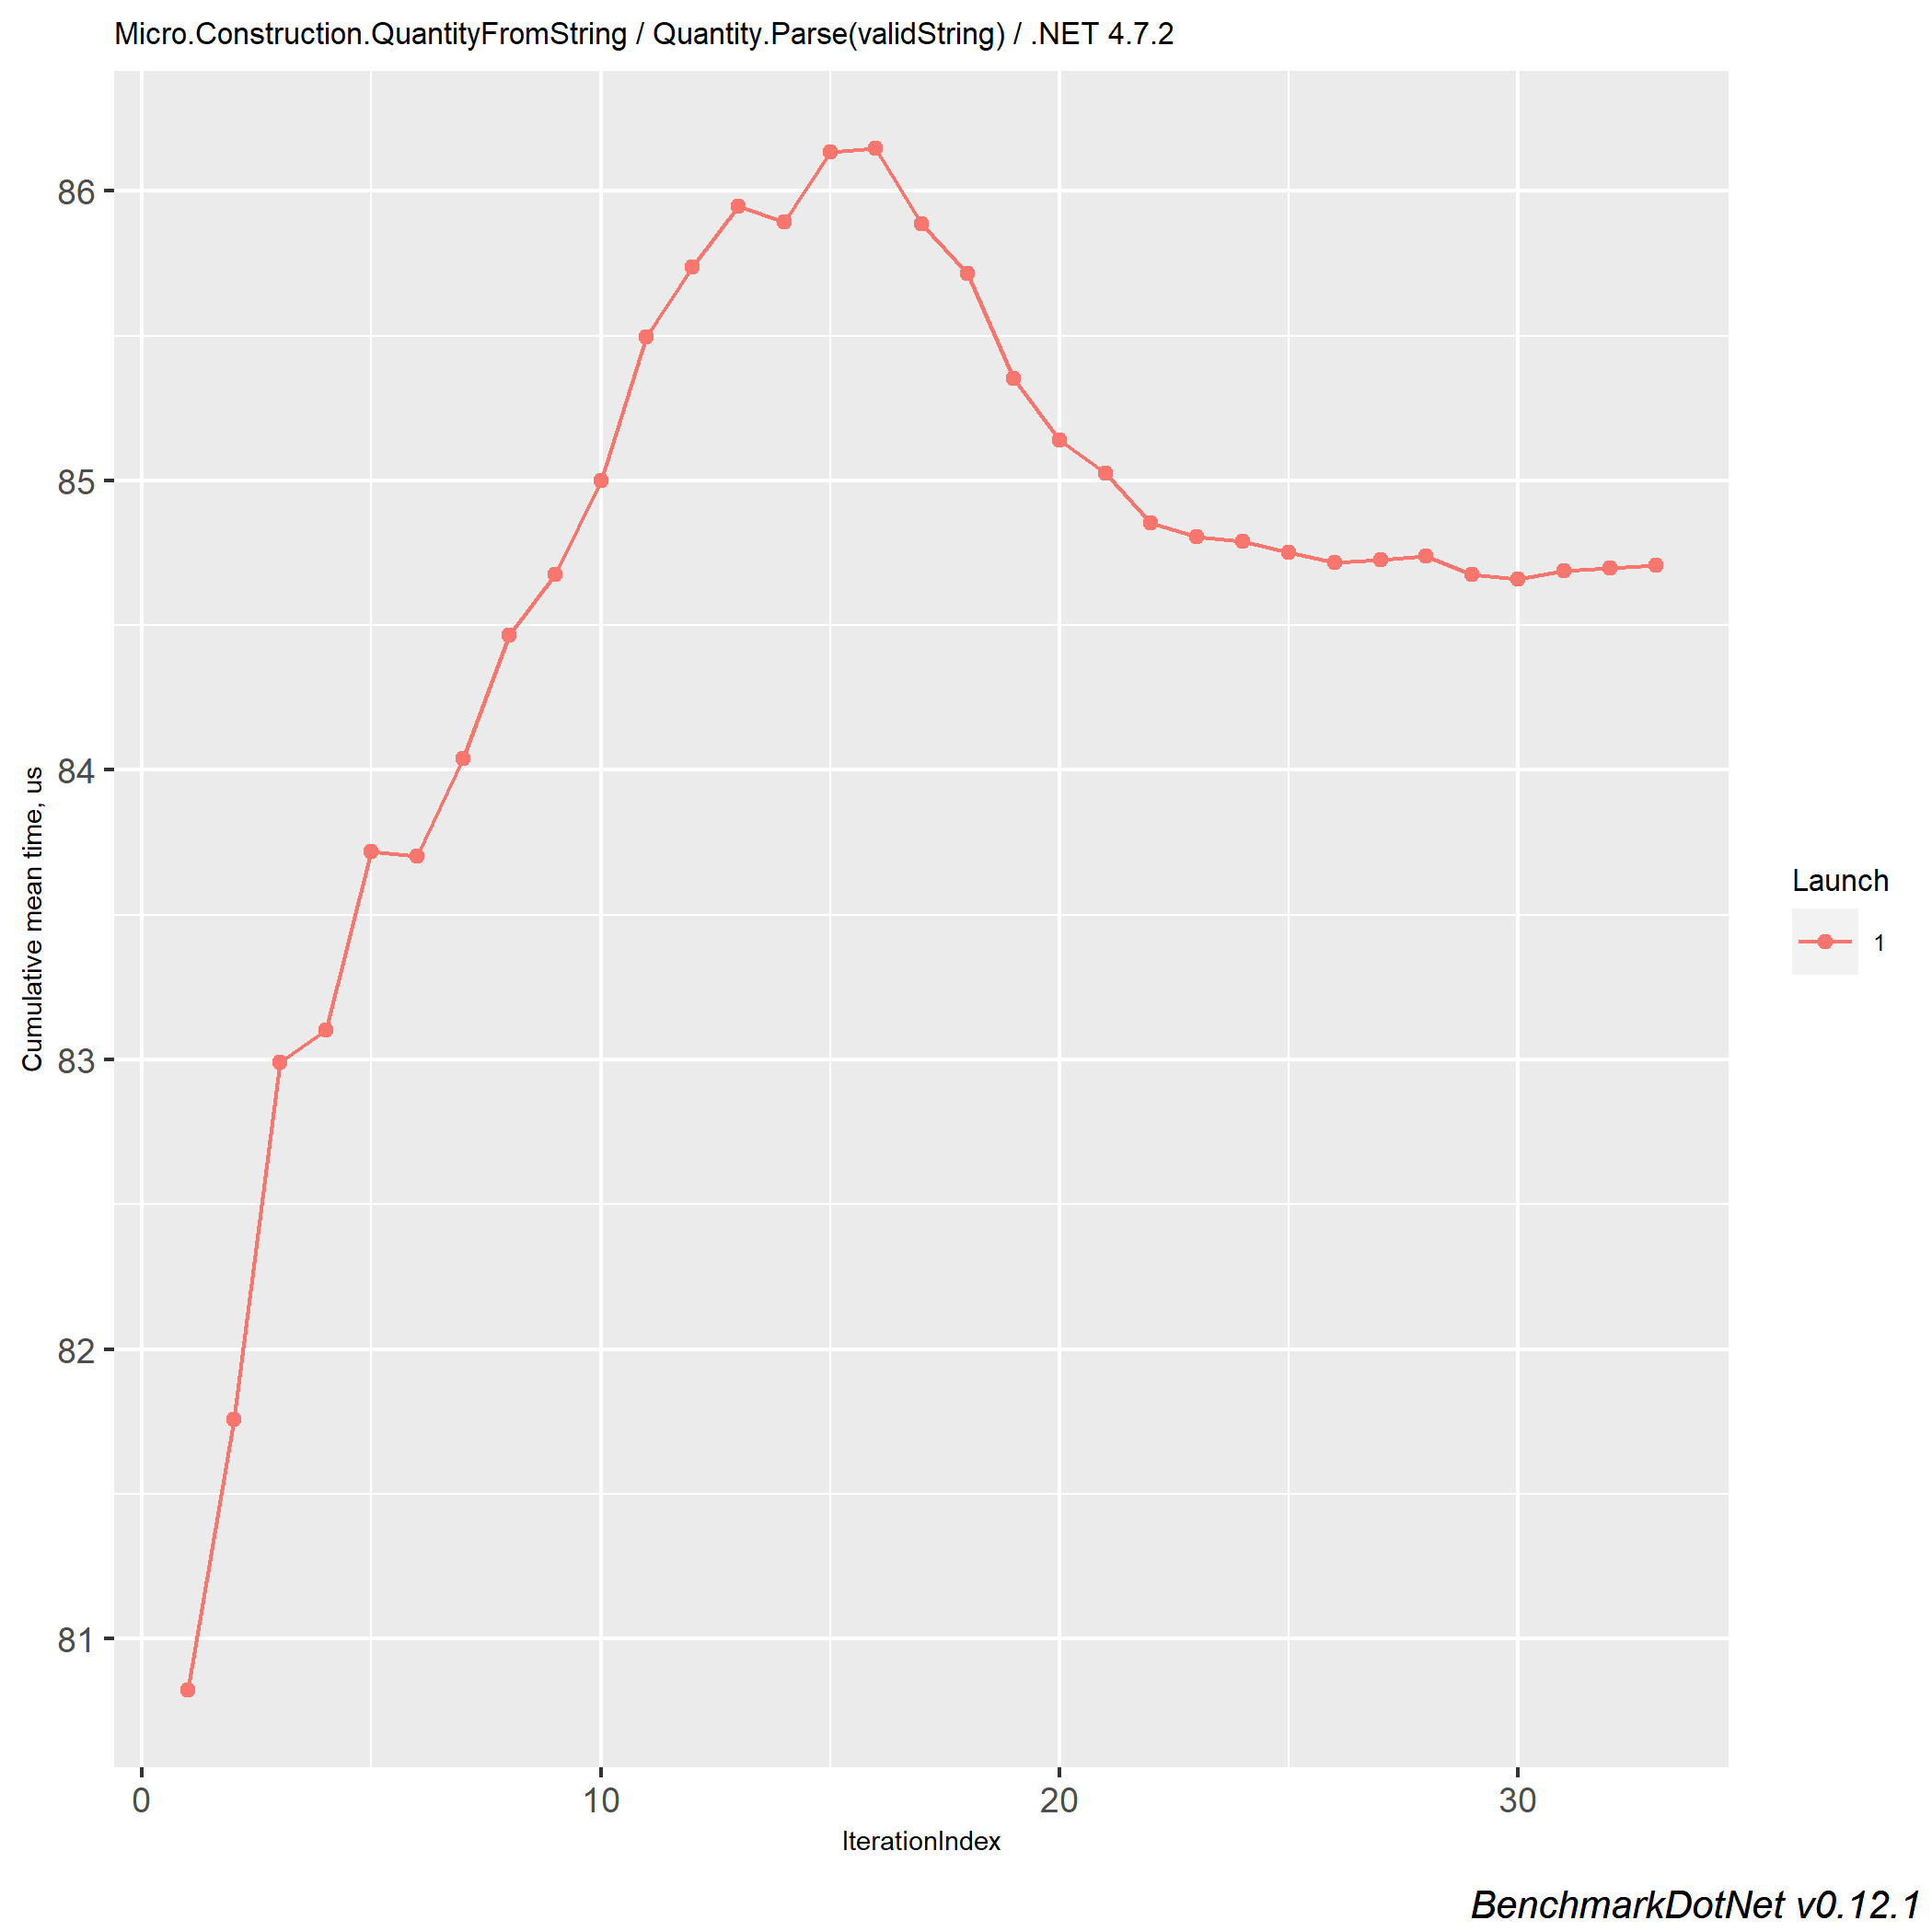 Micro.Construction.QuantityFromString / Quantity.Parse(validString) / .NET 4.7.2
86
85
84
83
82
81
Cumulative mean time, us
0 10 20 30
IterationIndex
Launch
1
BenchmarkDotNet v0.12.1